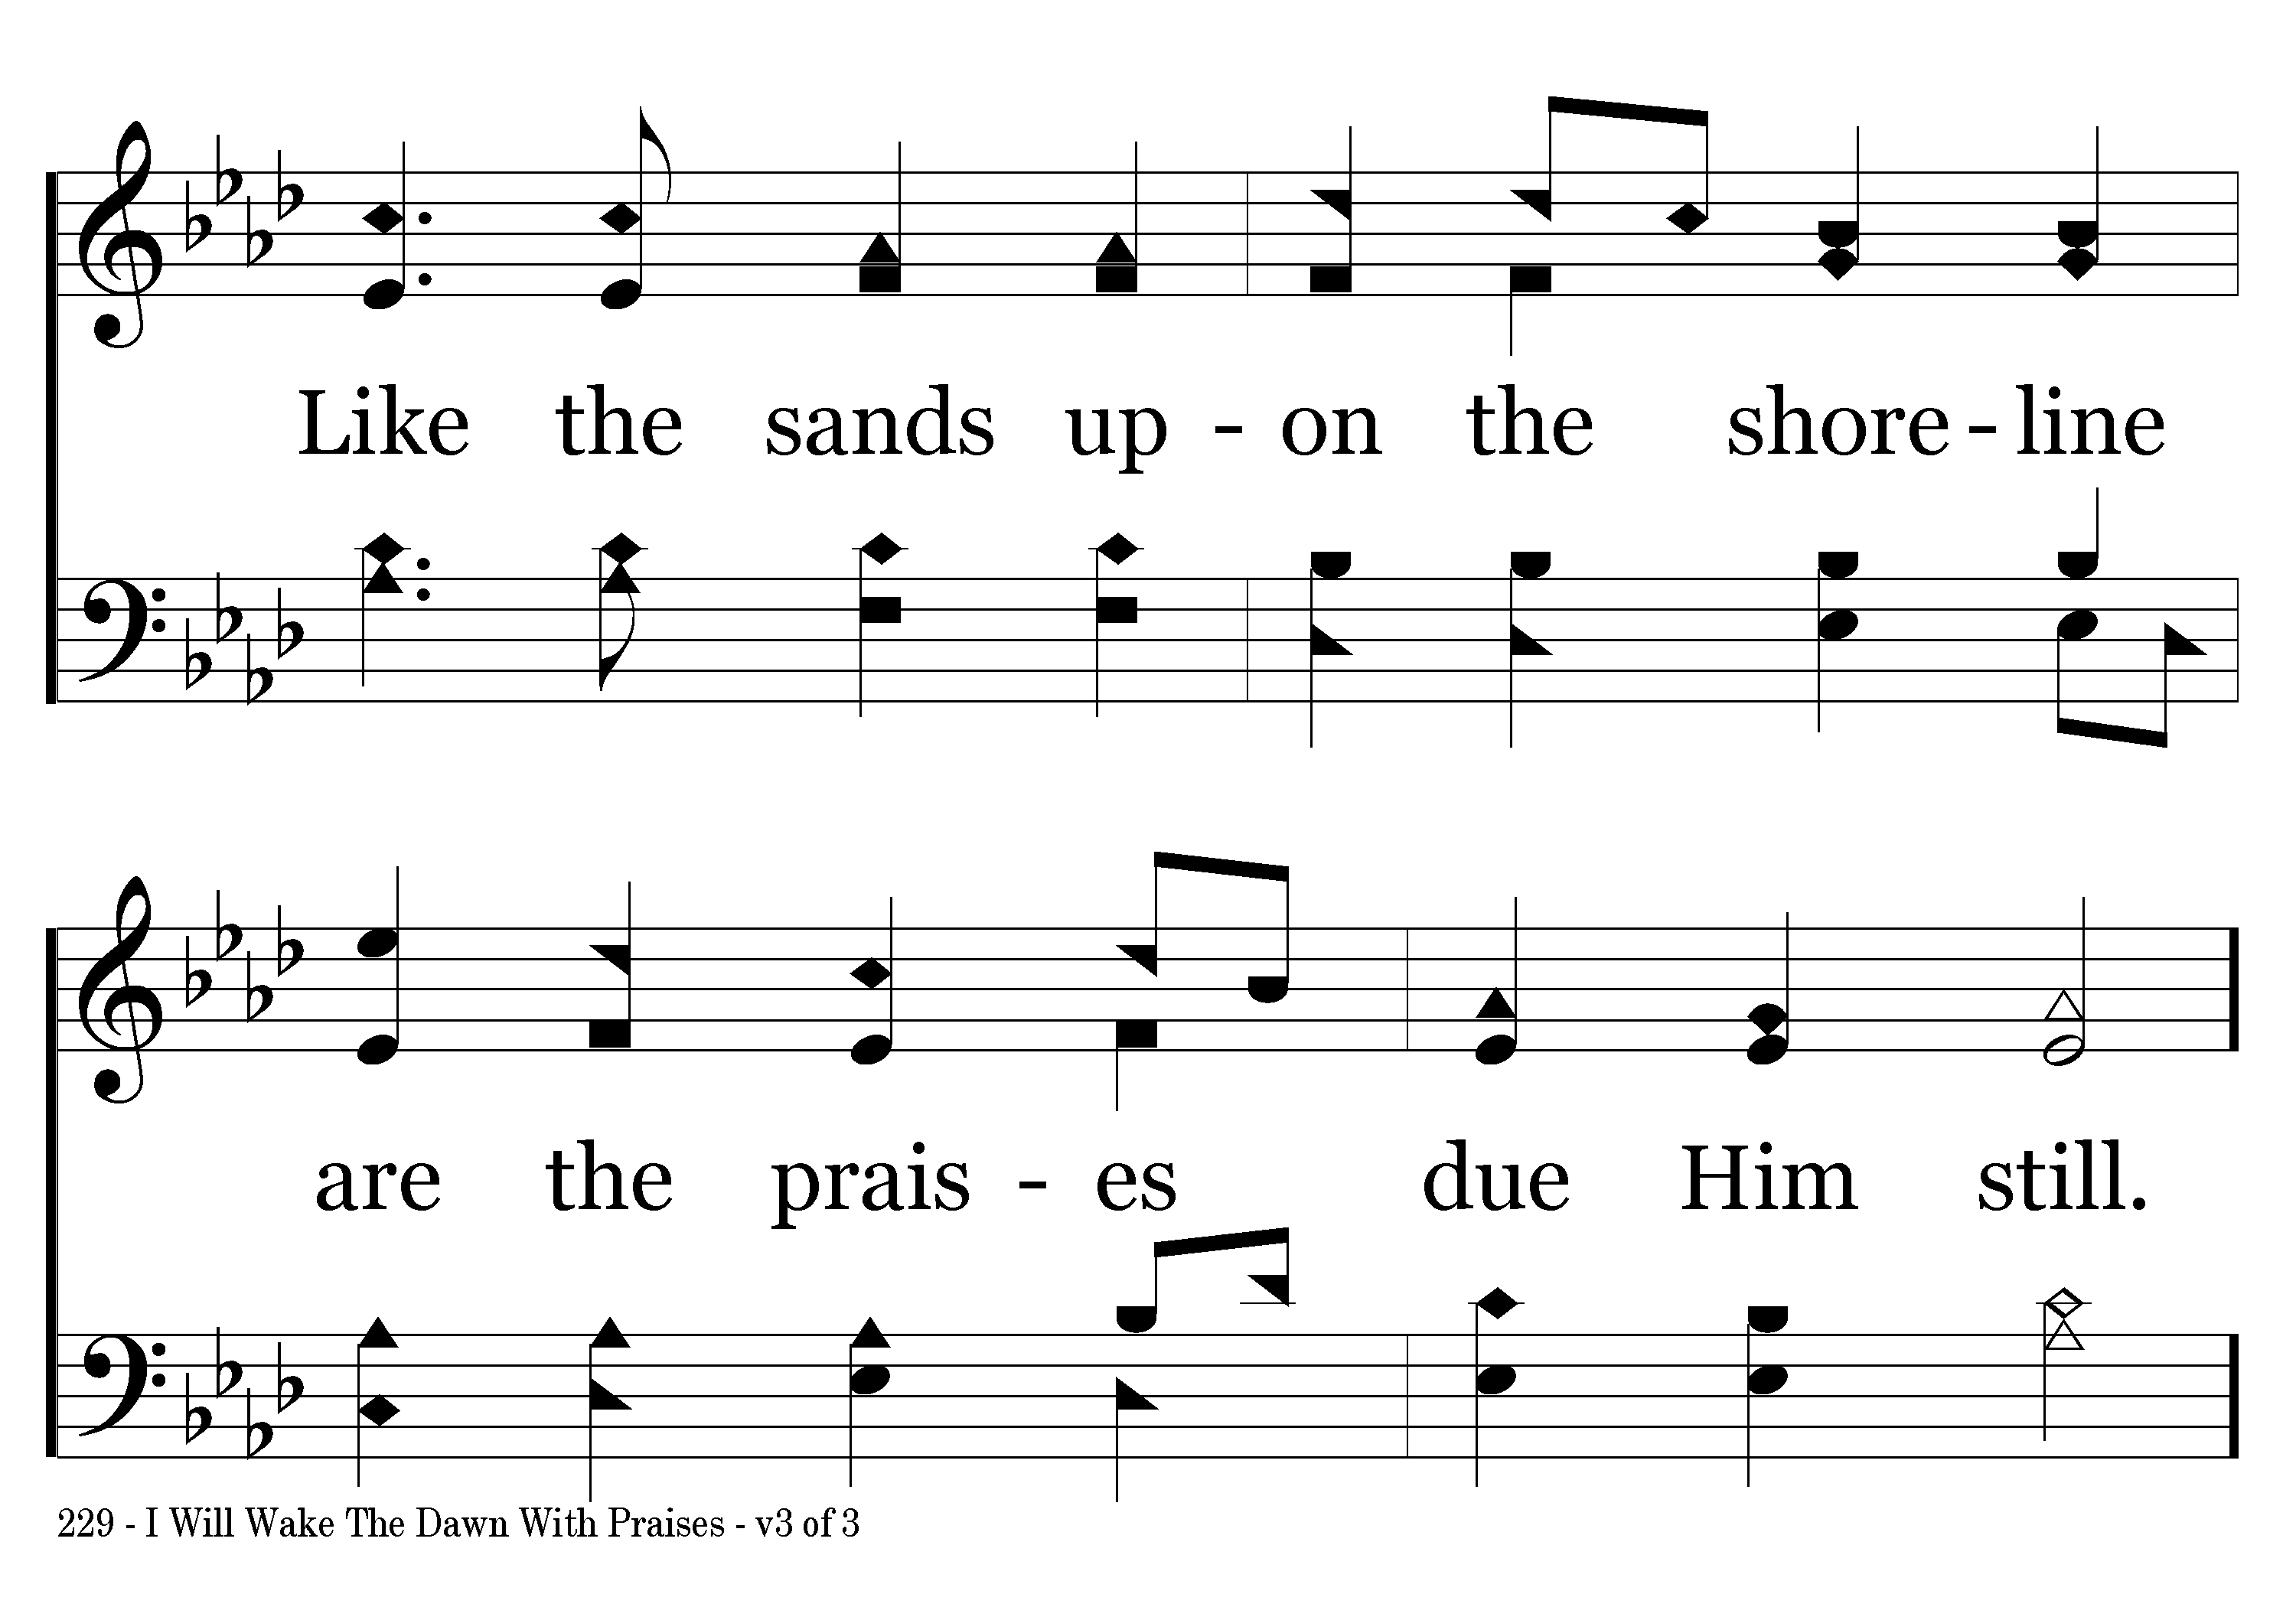 Like the sands up - on the shore - line
are the prais - es due Him still.
229 - I Will Wake The Dawn With Praises - v3 of 3